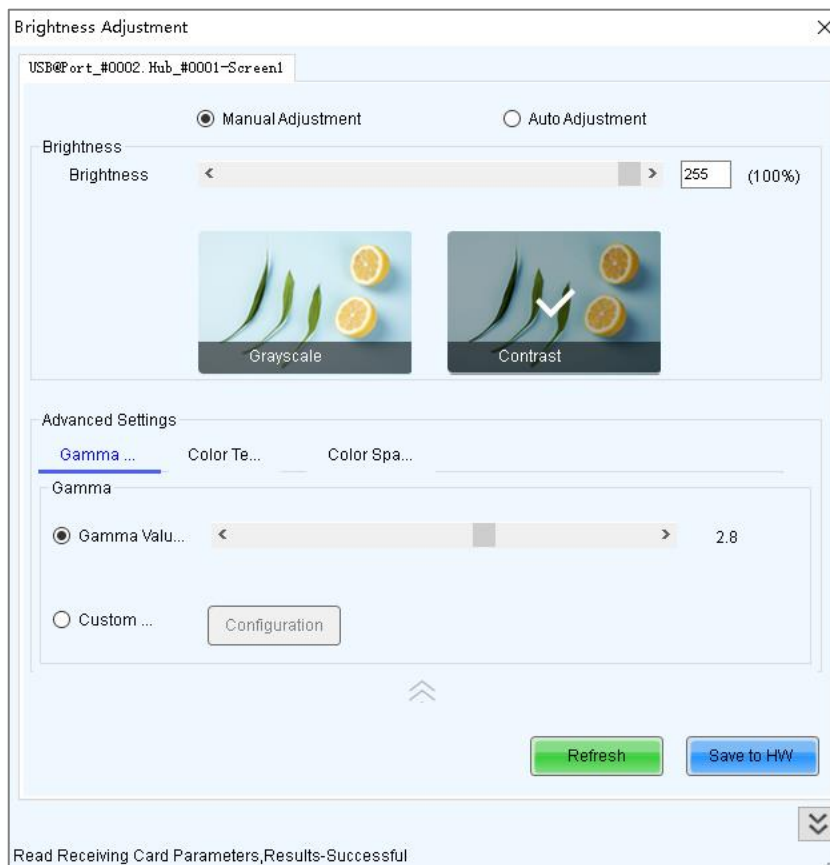 Brightness Adjustment
USB@Port_#0002.Hub_#0001-Screen1
Manual Adjustment Auto Adjustment
Brightness
Brightness 255 (100%)
Grayscale Contrast
Advanced Settings
Gamma ... Color Te... Color Spa...
Gamma
Gamma Valu... 2.8
Custom ... Configuration
Refresh Save to HW
Read Receiving Card Parameters,Results-Successful